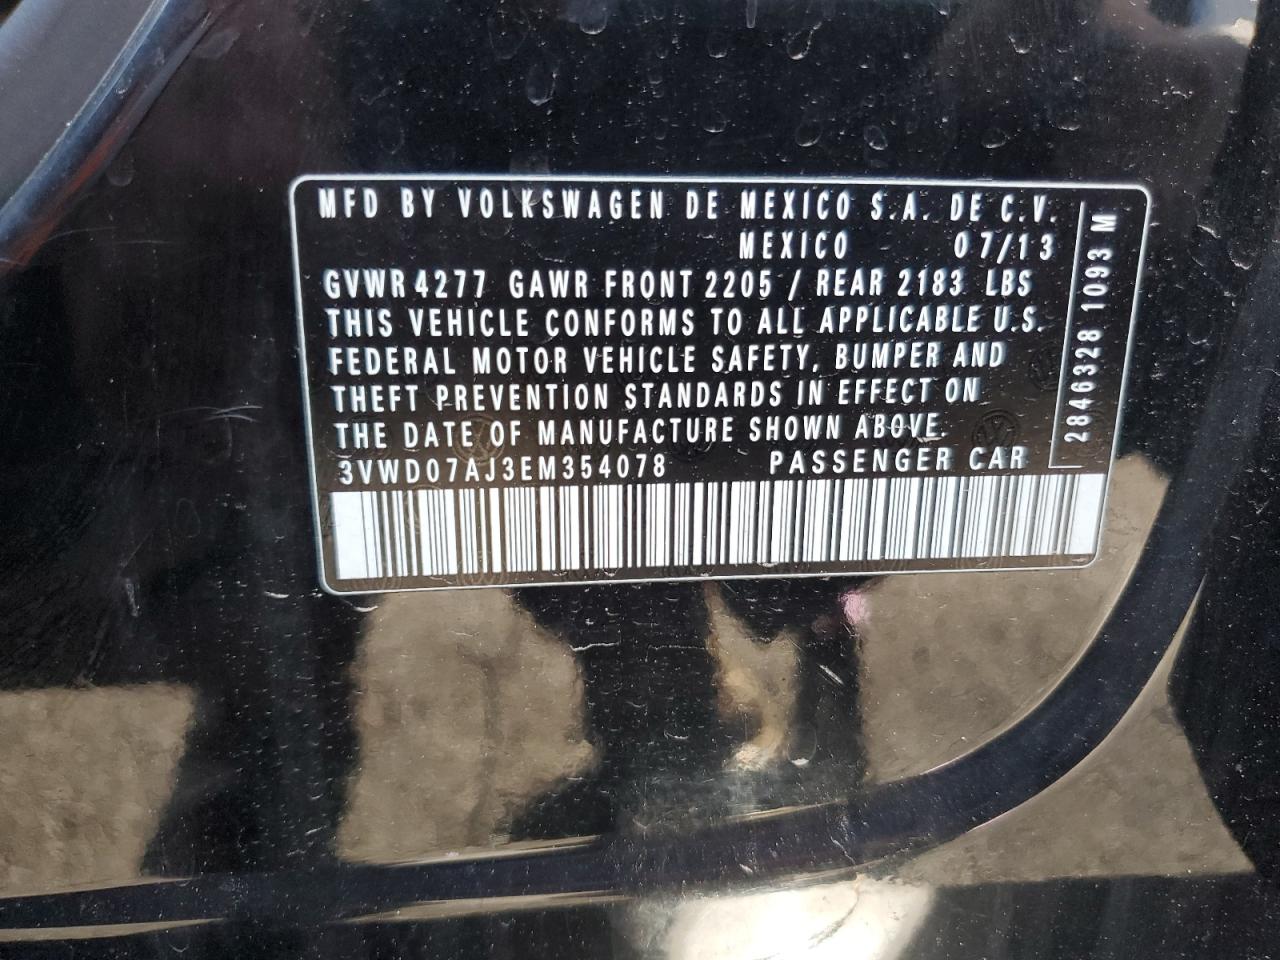 MFD BY VOLKSWAGEN DE MEXICO S.A. DE C.V.
MEXICO 07/13
GVWR 4277 GAWR FRONT 2205 / REAR 2183 LBS
THIS VEHICLE CONFORMS TO ALL APPLICABLE U.S.
FEDERAL MOTOR VEHICLE SAFETY, BUMPER AND
THEFT PREVENTION STANDARDS IN EFFECT ON
THE DATE OF MANUFACTURE SHOWN ABOVE.
3VWD07AJ3EM354078 PASSENGER CAR
2846328 1093 M